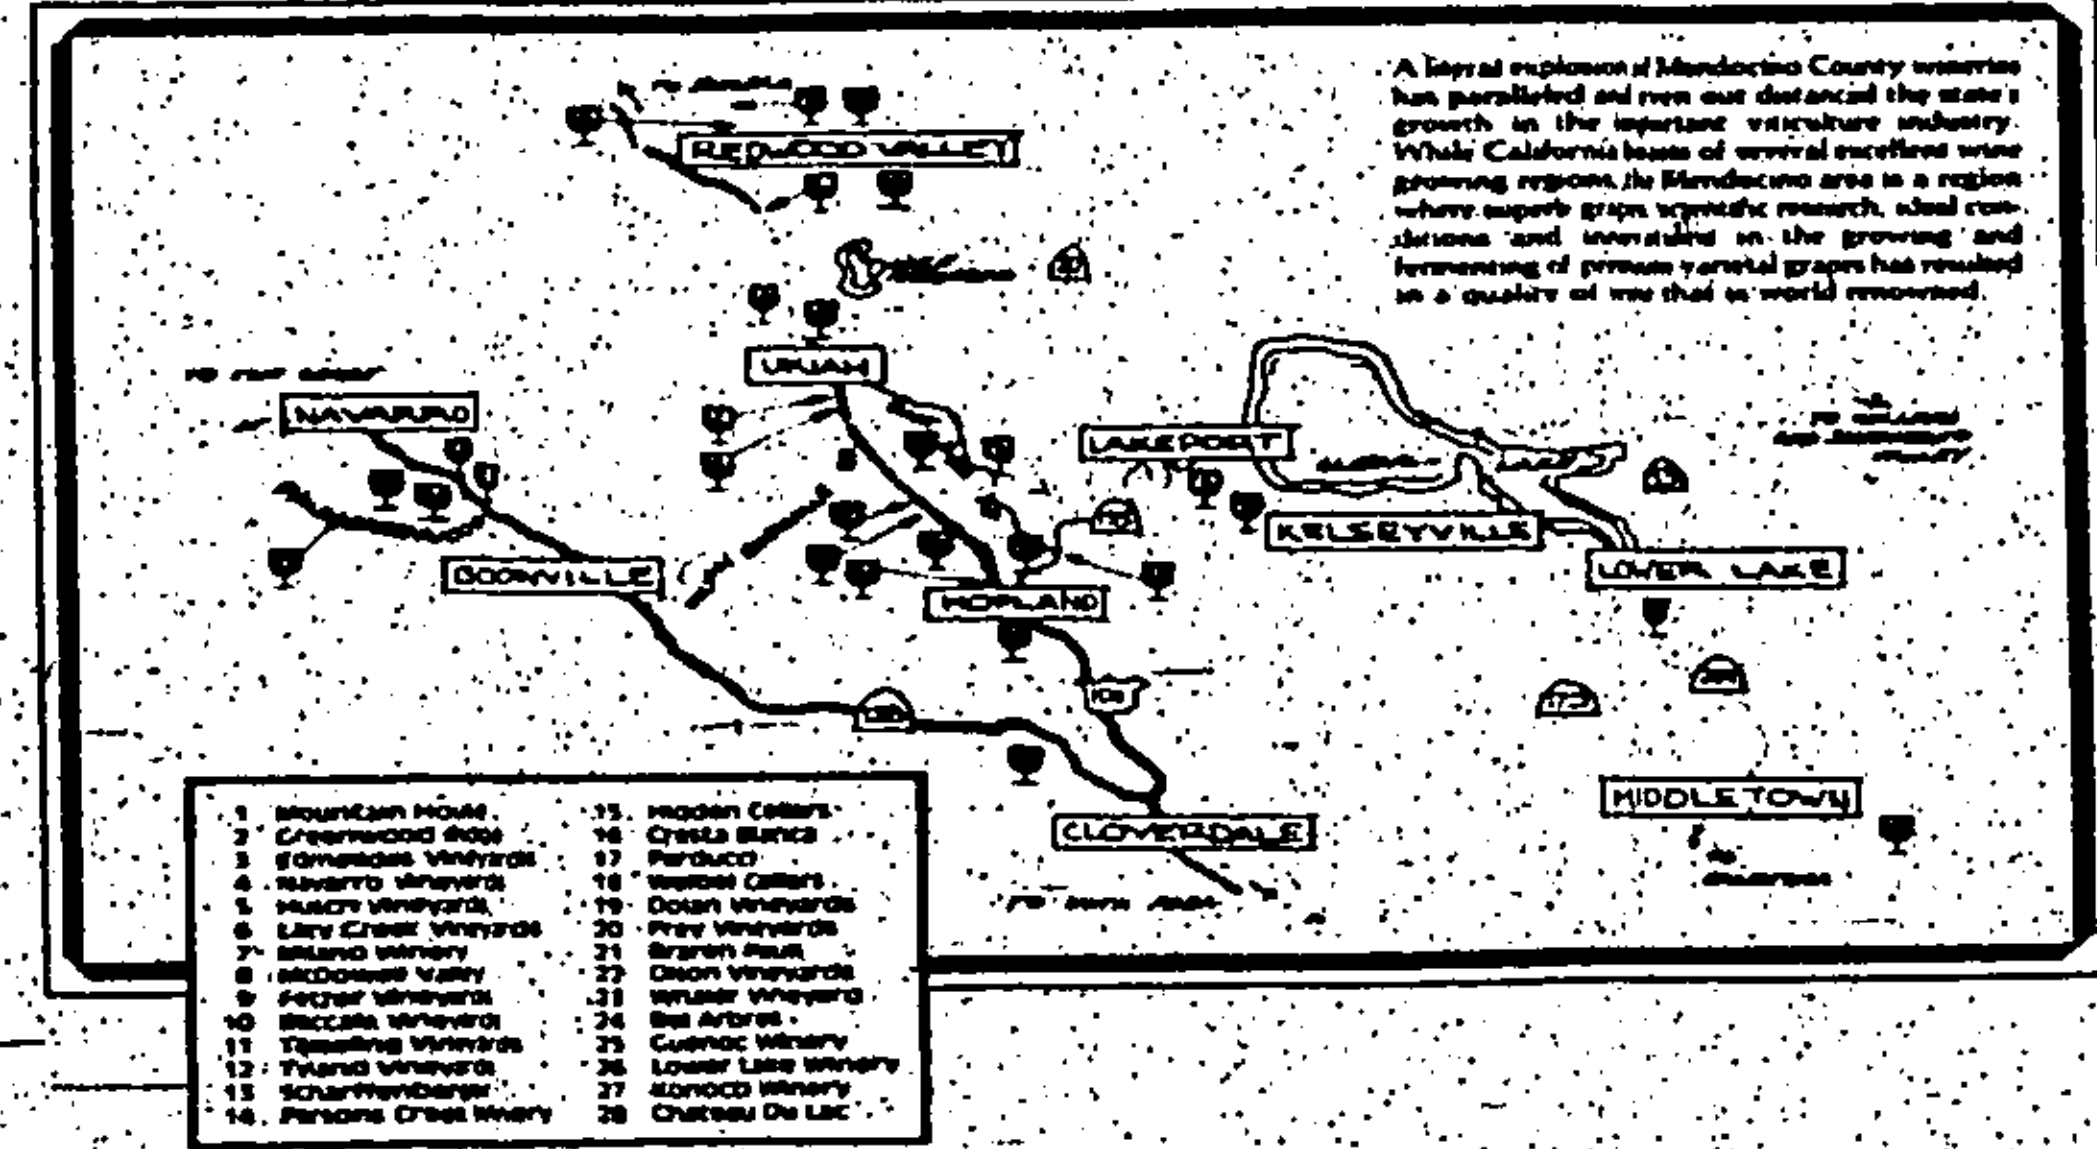 A literal explosion of Mendocino County wineries
has paralleled and even out distanced the state's
growth in the important viticulture industry.
While California boasts of several excellent wine
growing regions, the Mendocino area is a region
where superb grape scientific research, ideal con-
ditions and in the growing and
fermenting of premium varietal grapes has resulted
in a quality of wine that is world renowned.
REDWOOD VALLEY
UKIAH
NAVARRO
LAKEPORT
KELSEYVILLE
BOONVILLE
LOWER LAKE
HOPLAND
101
MIDDLETOWN
CLOVERDALE
1 Mountain House
2 Greenwood Ridge
3 Edmeades Vineyards
4 Navarro Vineyards
5 Husch Vineyards
6 Lazy Creek Vineyards
7 Milano Winery
8 McDowell Valley
9 Fetzer Vineyards
10 Baccala Vineyards
11 Vineyards
12 Tyland Vineyards
13 Scharffenberger
14 Parsons Creek Winery
15 Hidden Cellars
16 Cresta Blanca
17 Parducci
18 Weibel Cellars
19 Dolan Vineyards
20 Frey Vineyards
21 Braren Pauli
22 Olson Vineyards
23 Vineyard
24 Bel Arbres
25 Guenoc Winery
26 Lower Lake Winery
27 Konocti Winery
28 Chateau Du Lac